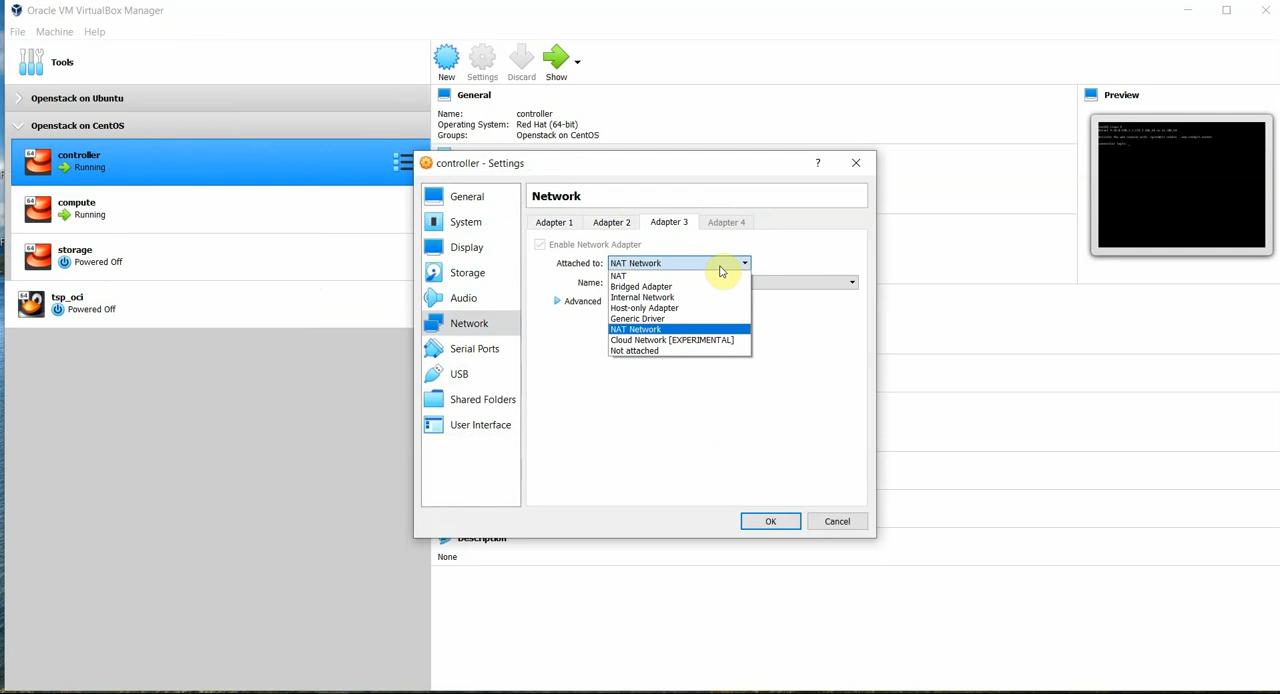 Oracle VM VirtualBox Manager
File Machine Help
Tools
New Settings Discard Show
Openstack on Ubuntu
Openstack on CentOS
64 controller
Running
64 compute
Running
64 storage
Powered Off
64 tsp_oci
Powered Off
General
Name: controller
Operating System: Red Hat (64-bit)
Groups: Openstack on CentOS
Preview
controller - Settings
?
General
System
Display
Storage
Audio
Network
Serial Ports
USB
Shared Folders
User Interface
Network
Adapter 1 Adapter 2 Adapter 3 Adapter 4
Enable Network Adapter
Attached to: NAT Network
Name:
Advanced
NAT
Bridged Adapter
Internal Network
Host-only Adapter
Generic Driver
NAT Network
Cloud Network [EXPERIMENTAL]
Not attached
OK Cancel
Description
None